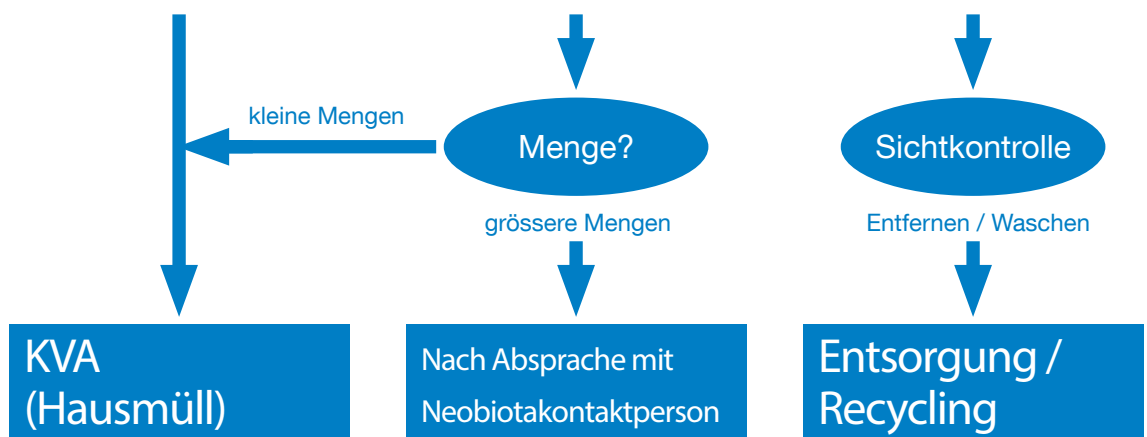 kleine Mengen
Menge?
Sichtkontrolle
grössere Mengen
Entfernen / Waschen
KVA
(Hausmüll)
Nach Absprache mit
Neobiotakontaktperson
Entsorgung /
Recycling